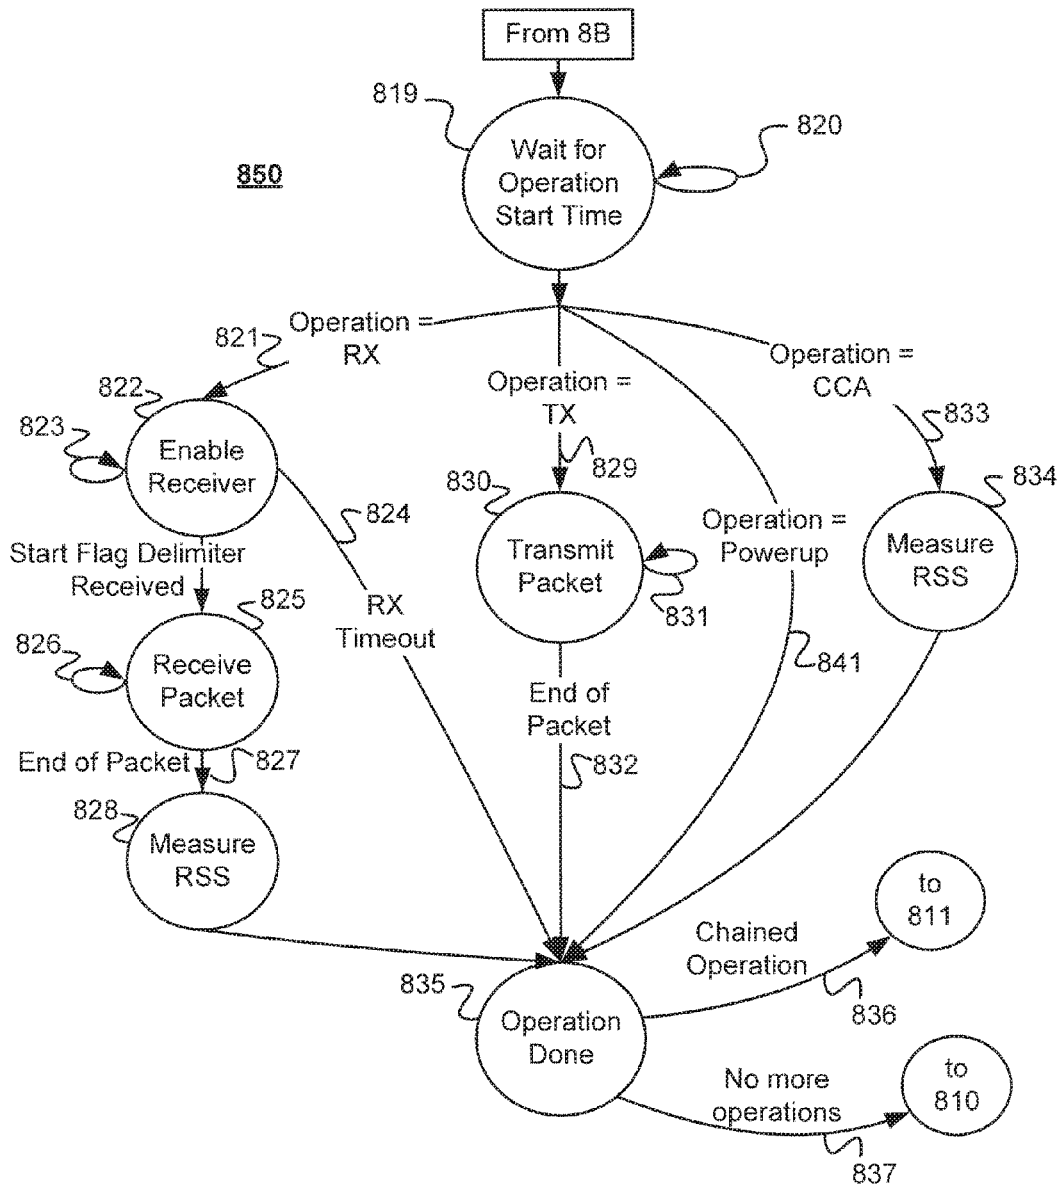 From 8B
819
820
Wait for
Operation
Start Time
850
Operation =
RX
821
822
823
Enable
Receiver
824
Start Flag Delimiter
Received
RX
Timeout
825
826
Receive
Packet
End of Packet
827
828
Measure
RSS
Operation =
TX
829
830
Transmit
Packet
831
End of
Packet
832
Operation =
Powerup
841
Operation =
CCA
833
834
Measure
RSS
835
Operation
Done
Chained
Operation
836
to
811
No more
operations
837
to
810